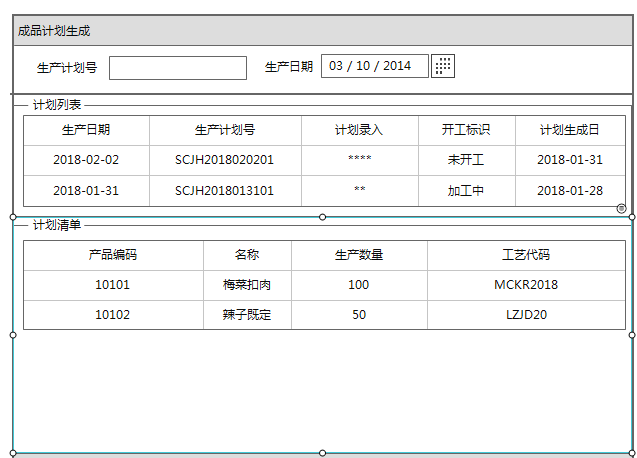 成品计划生成
生产计划号 生产日期 03 / 10 / 2014
计划列表
生产日期 生产计划号 计划录入 开工标识 计划生成日
2018-02-02 SCJH2018020201 **** 未开工 2018-01-31
2018-01-31 SCJH2018013101 ** 加工中 2018-01-28
计划清单
产品编码 名称 生产数量 工艺代码
10101 梅菜扣肉 100 MCKR2018
10102 辣子既定 50 LZJD20